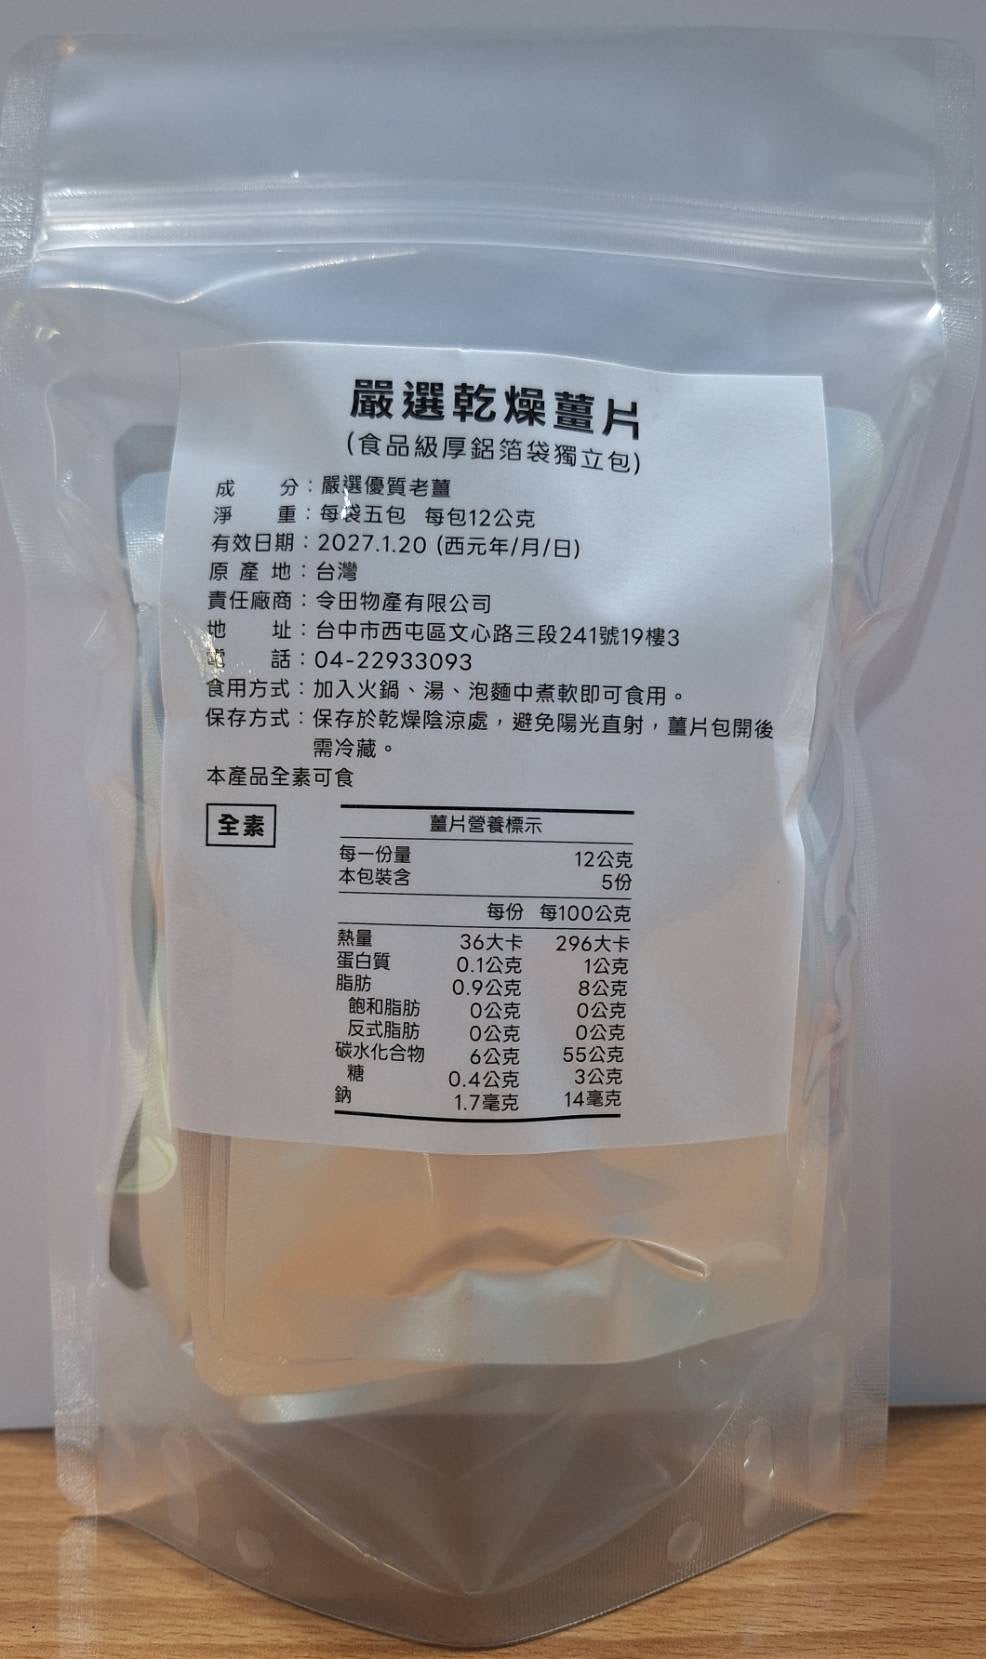 嚴選乾燥薑片
(食品級厚鋁箔袋獨立包)
成 分：嚴選優質老薑
淨 重：每袋五包 每包12公克
有效日期：2027.1.20 (西元年/月/日)
原 產 地：台灣
責任廠商：令田物產有限公司
地 址：台中市西屯區文心路三段241號19樓3
電 話：04-22933093
食用方式：加入火鍋、湯、泡麵中煮軟即可食用。
保存方式：保存於乾燥陰涼處，避免陽光直射，薑片包開後
需冷藏。
本產品全素可食
全素
薑片營養標示
每一份量 12公克
本包裝含 5份
每份 每100公克
熱量 36大卡 296大卡
蛋白質 0.1公克 1公克
脂肪 0.9公克 8公克
飽和脂肪 0公克 0公克
反式脂肪 0公克 0公克
碳水化合物 6公克 55公克
糖 0.4公克 3公克
鈉 1.7毫克 14毫克